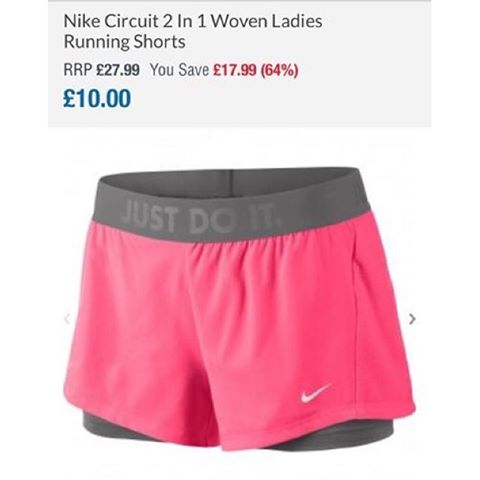 Nike Circuit 2 In 1 Woven Ladies
Running Shorts
RRP £27.99 You Save £17.99 (64%)
£10.00
JUST DO IT.